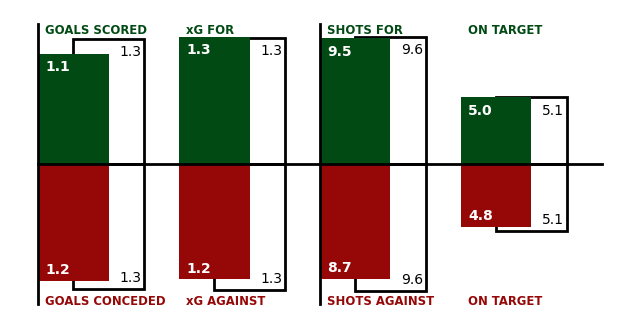 GOALS SCORED xG FOR SHOTS FOR ON TARGET
1.1 1.3 1.3 1.3 9.5 9.6 5.0 5.1
1.2 1.3 1.2 1.3 8.7 9.6 4.8 5.1
GOALS CONCEDED xG AGAINST SHOTS AGAINST ON TARGET